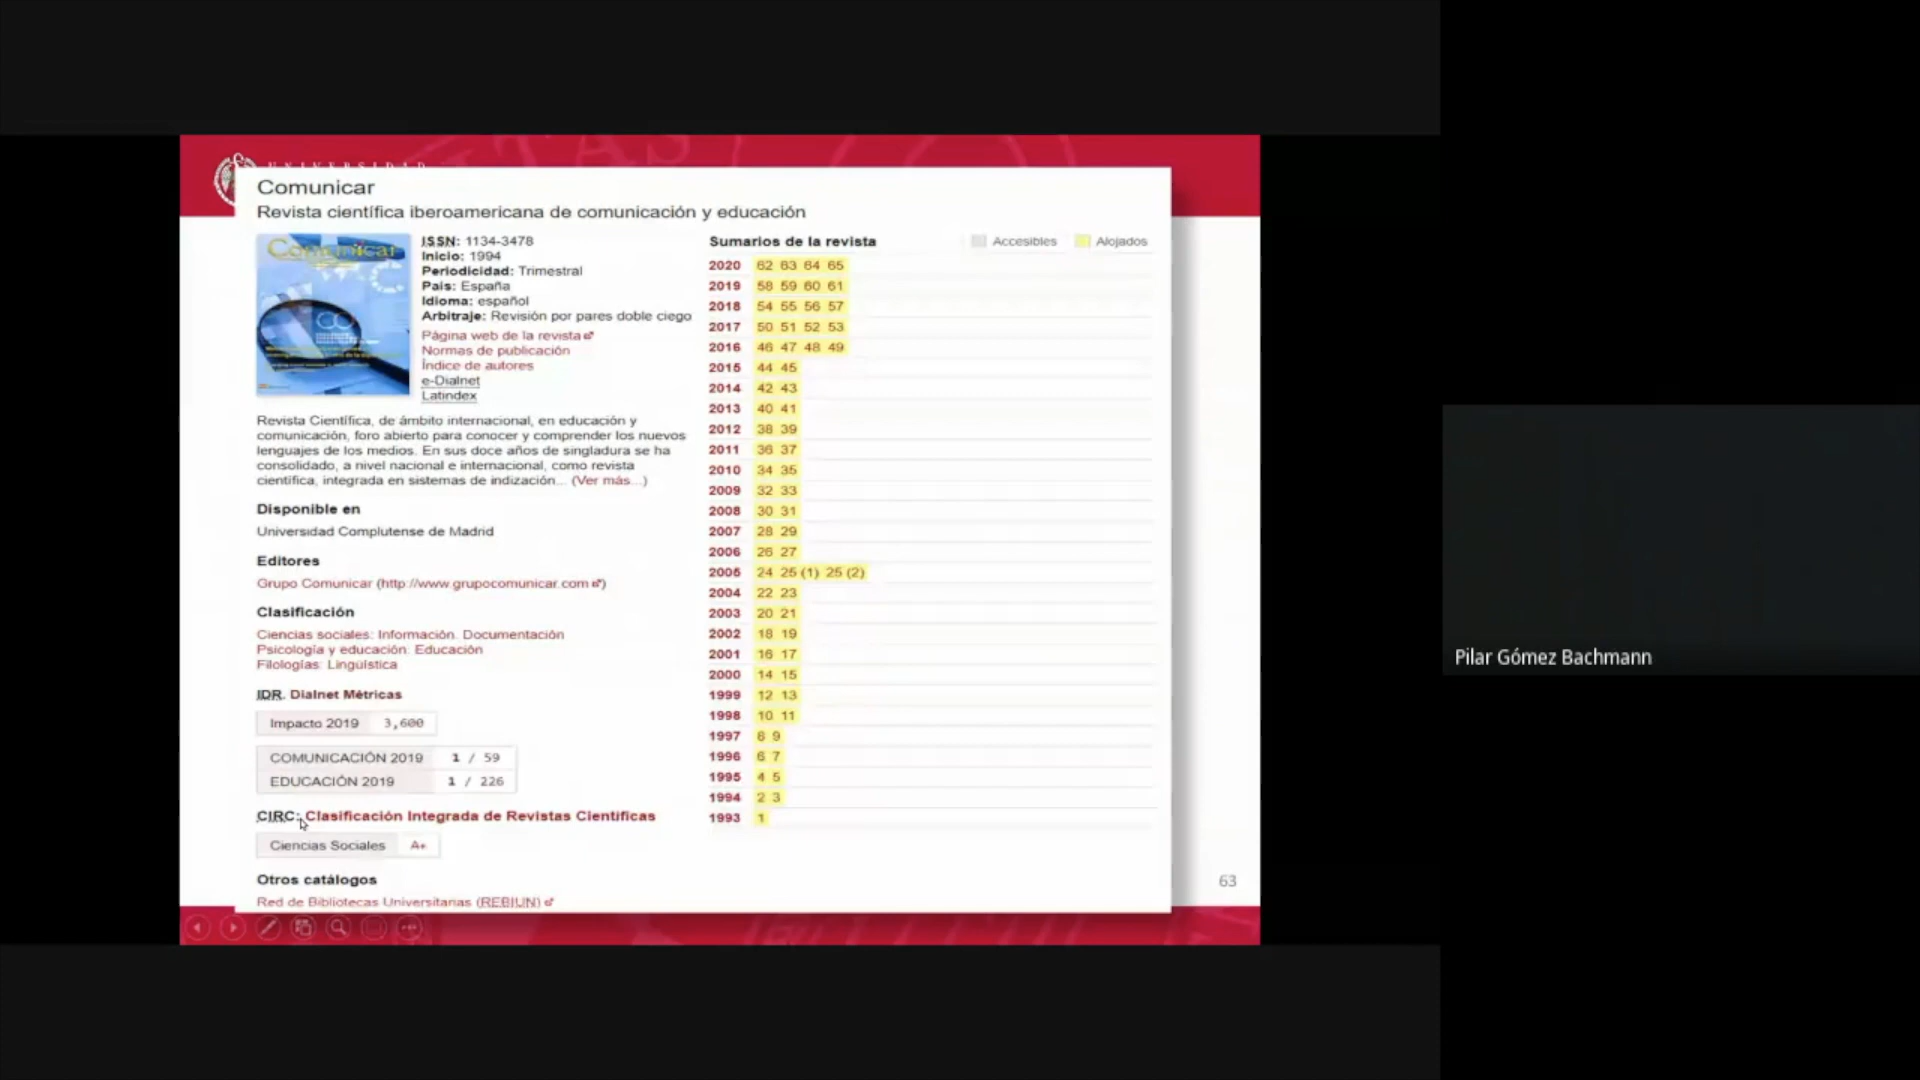 UNIVERSIDAD
Comunicar
Revista científica iberoamericana de comunicación y educación
Comunicar
ISSN: 1134-3478
Inicio: 1994
Periodicidad: Trimestral
País: España
Idioma: español
Arbitraje: Revisión por pares doble ciego
Página web de la revista
Normas de publicación
Índice de autores
e-Dialnet
Latindex
Revista Científica, de ámbito internacional, en educación y
comunicación, foro abierto para conocer y comprender los nuevos
lenguajes de los medios. En sus doce años de singladura se ha
consolidado, a nivel nacional e internacional, como revista
científica, integrada en sistemas de indización... (Ver más...)
Disponible en
Universidad Complutense de Madrid
Editores
Grupo Comunicar (http://www.grupocomunicar.com)
Clasificación
Ciencias sociales: Información. Documentación
Psicología y educación: Educación
Filologías: Lingüística
IDR. Dialnet Métricas
Impacto 2019 3,600
COMUNICACIÓN 2019 1 / 59
EDUCACIÓN 2019 1 / 226
CIRC: Clasificación Integrada de Revistas Científicas
Ciencias Sociales A+
Otros catálogos
Red de Bibliotecas Universitarias (REBIUN)
Sumarios de la revista Accesibles Alojados
2020 62 63 64 65
2019 58 59 60 61
2018 54 55 56 57
2017 50 51 52 53
2016 46 47 48 49
2015 44 45
2014 42 43
2013 40 41
2012 38 39
2011 36 37
2010 34 35
2009 32 33
2008 30 31
2007 28 29
2006 26 27
2005 24 25 (1) 25 (2)
2004 22 23
2003 20 21
2002 18 19
2001 16 17
2000 14 15
1999 12 13
1998 10 11
1997 8 9
1996 6 7
1995 4 5
1994 2 3
1993 1
63
Pilar Gómez Bachmann